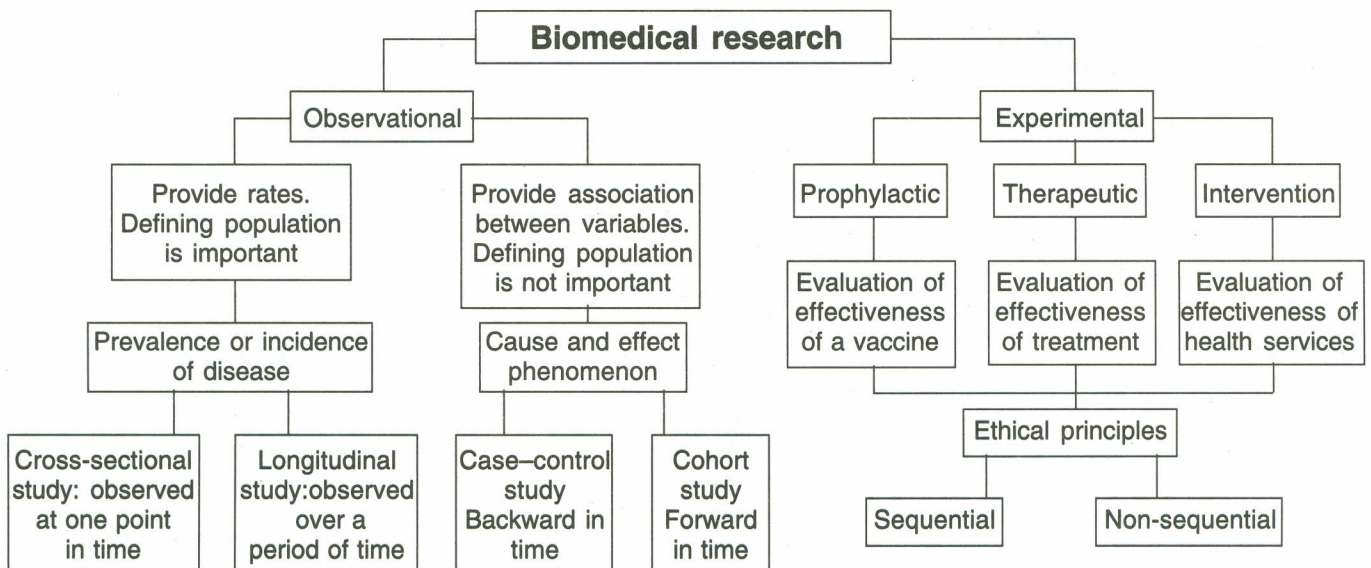 Biomedical research
Observational
Experimental
Provide rates.
Defining population
is important
Provide association
between variables.
Defining population
is not important
Prophylactic
Therapeutic
Intervention
Evaluation of
effectiveness
of a vaccine
Evaluation of
effectiveness
of treatment
Evaluation of
effectiveness of
health services
Prevalence or incidence
of disease
Cause and effect
phenomenon
Ethical principles
Cross-sectional
study: observed
at one point
in time
Longitudinal
study:observed
over a
period of time
Case–control
study
Backward in
time
Cohort
study
Forward
in time
Sequential
Non-sequential